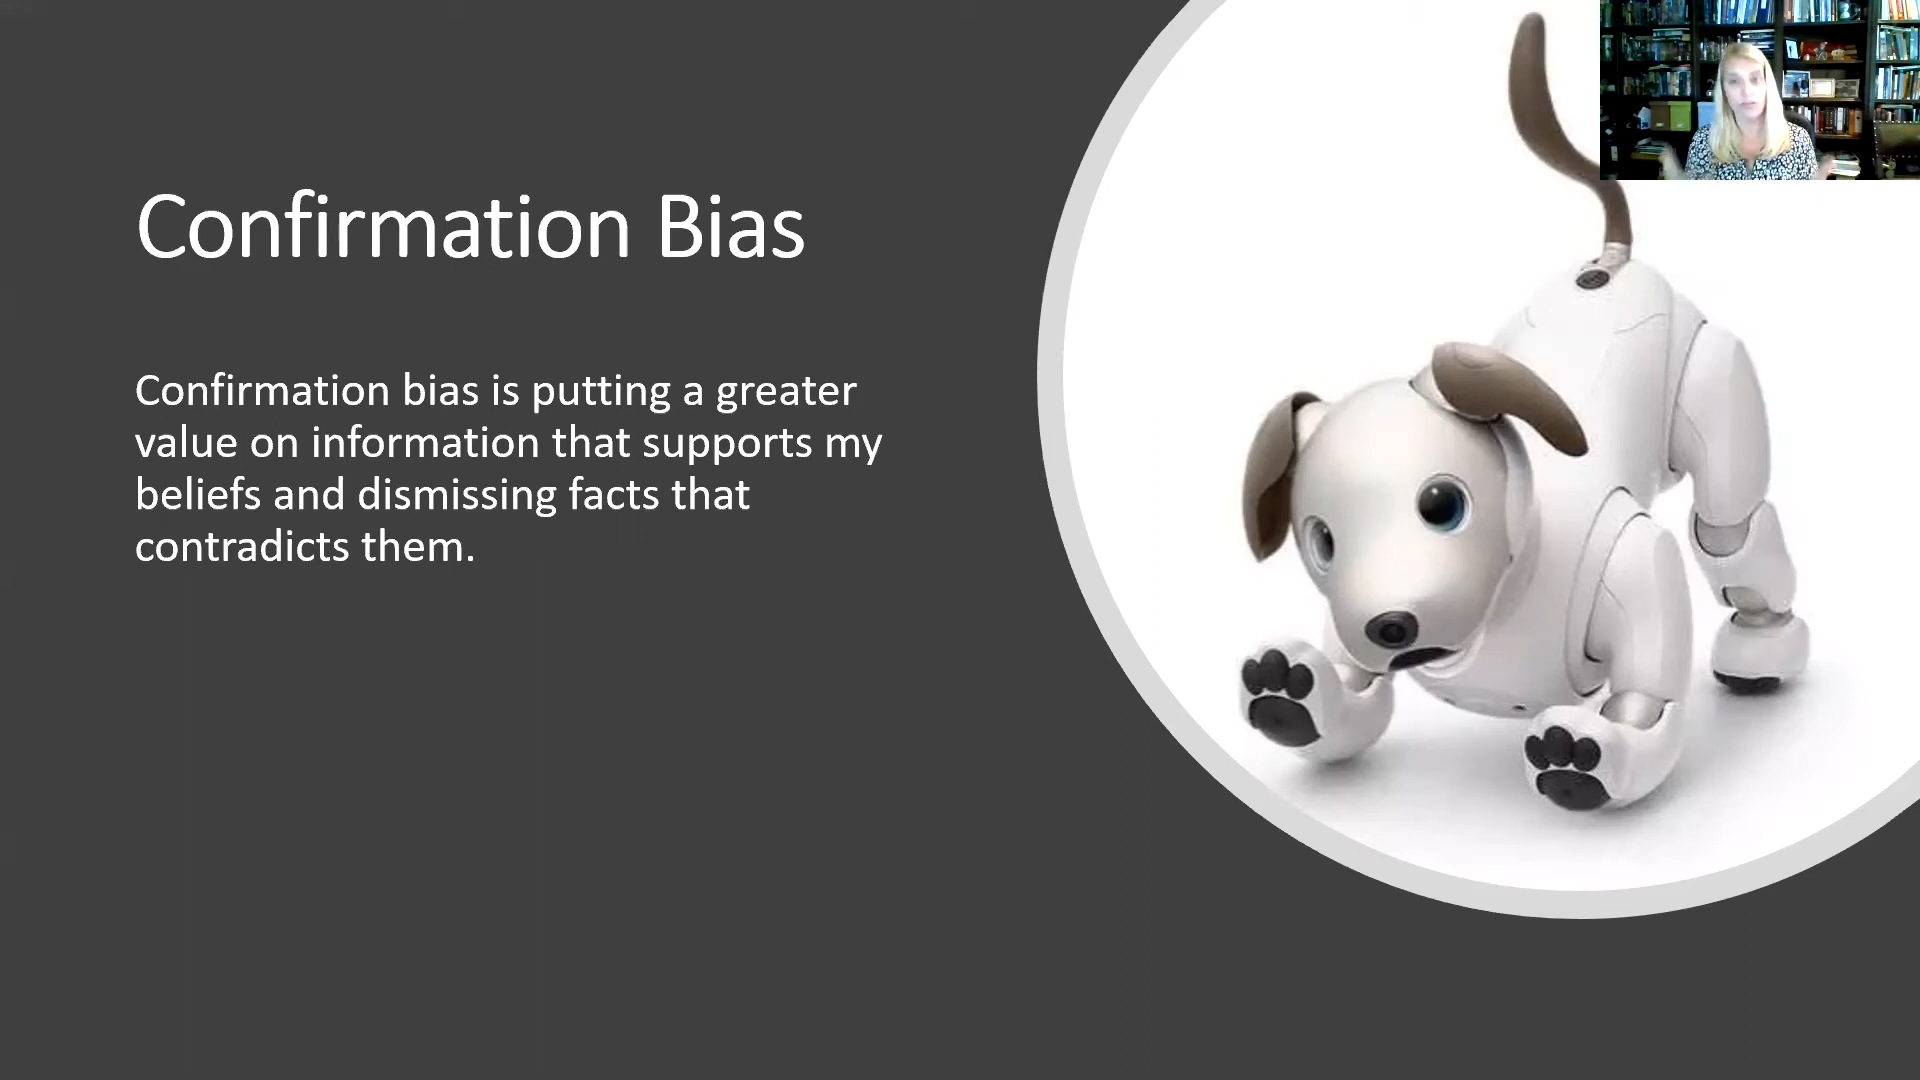 Confirmation Bias
Confirmation bias is putting a greater
value on information that supports my
beliefs and dismissing facts that
contradicts them.